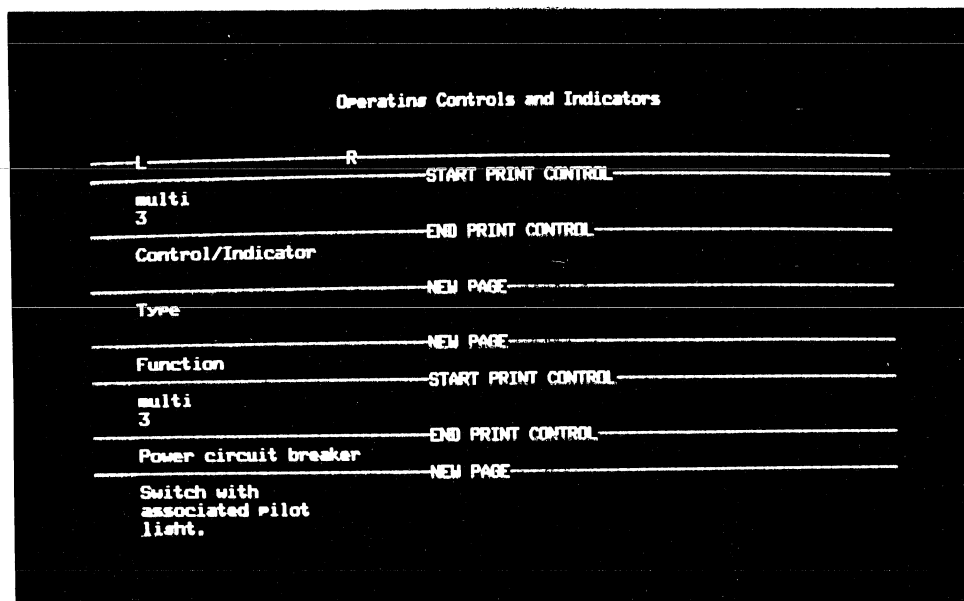 Operating Controls and Indicators
L R
START PRINT CONTROL
multi
3
END PRINT CONTROL
Control/Indicator
NEW PAGE
Type
NEW PAGE
Function
START PRINT CONTROL
multi
3
END PRINT CONTROL
Power circuit breaker
NEW PAGE
Switch with
associated pilot
light.